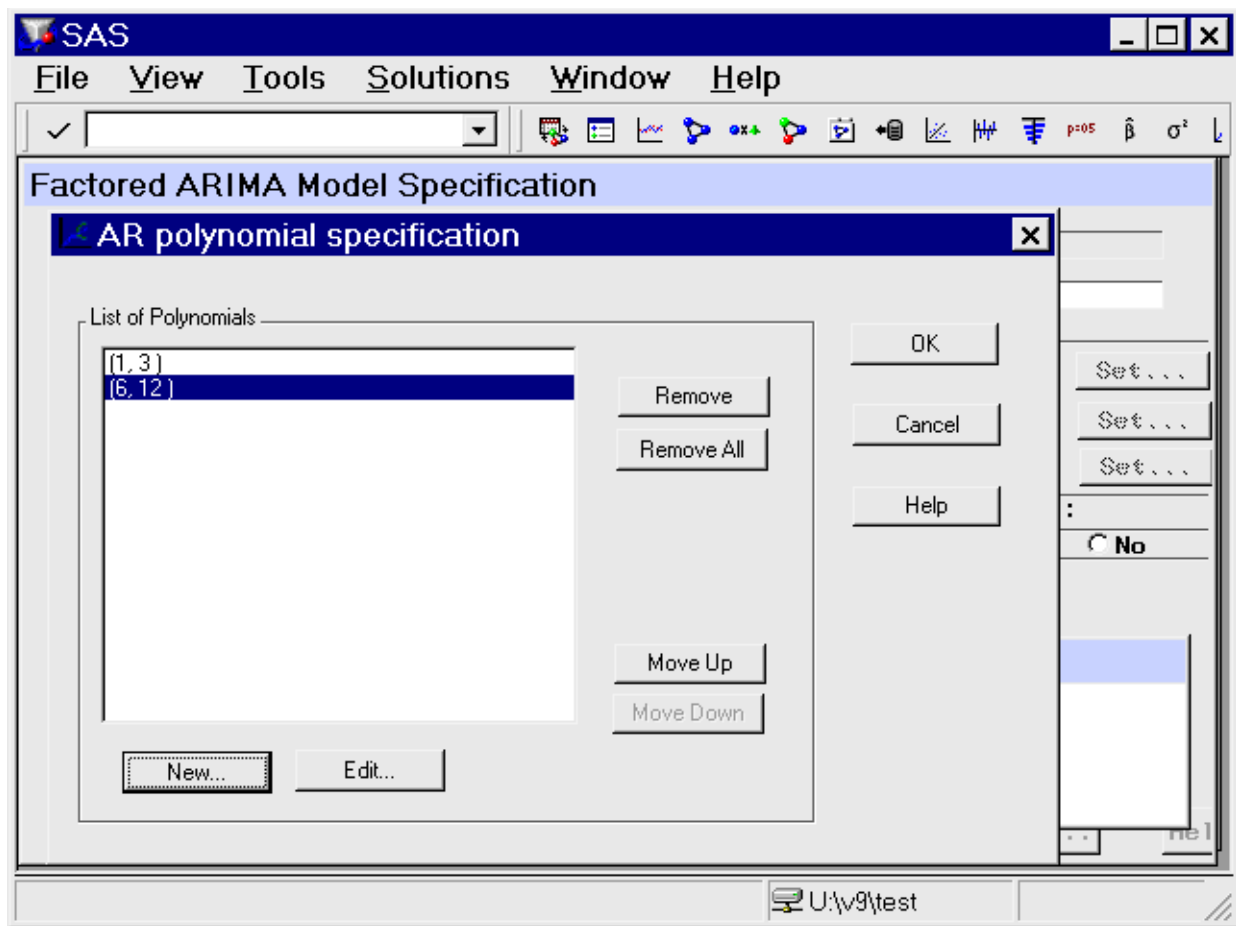 SAS
File View Tools Solutions Window Help
p=05 β̂ σ²
Factored ARIMA Model Specification
AR polynomial specification
List of Polynomials
(1, 3 )
(6, 12 )
Remove
Remove All
Move Up
Move Down
New...
Edit...
OK
Cancel
Help
Set...
Set...
Set...
:
No
..
Hel
U:\v9\test